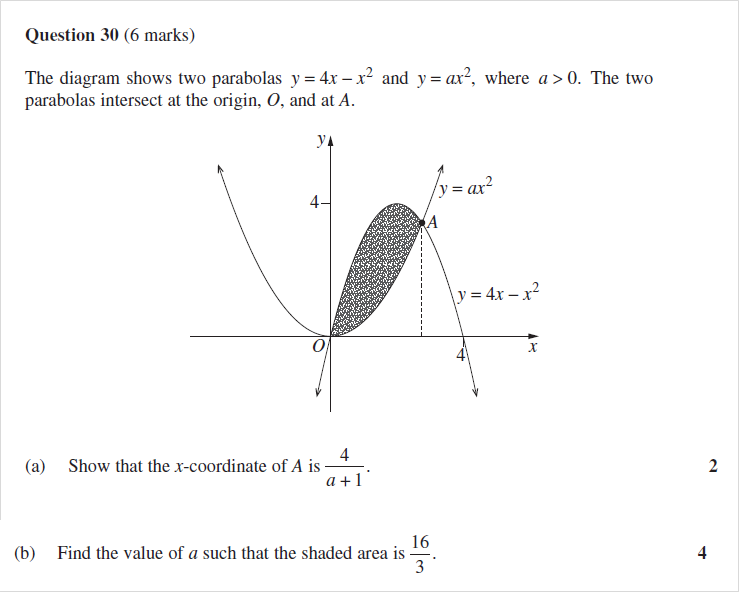 Question 30 (6 marks)
The diagram shows two parabolas y = 4x – x² and y = ax², where a > 0. The two
parabolas intersect at the origin, O, and at A.
y
4
y = ax²
A
y = 4x – x²
O
4
x
(a) Show that the x-coordinate of A is 4/(a + 1). 2
(b) Find the value of a such that the shaded area is 16/3. 4